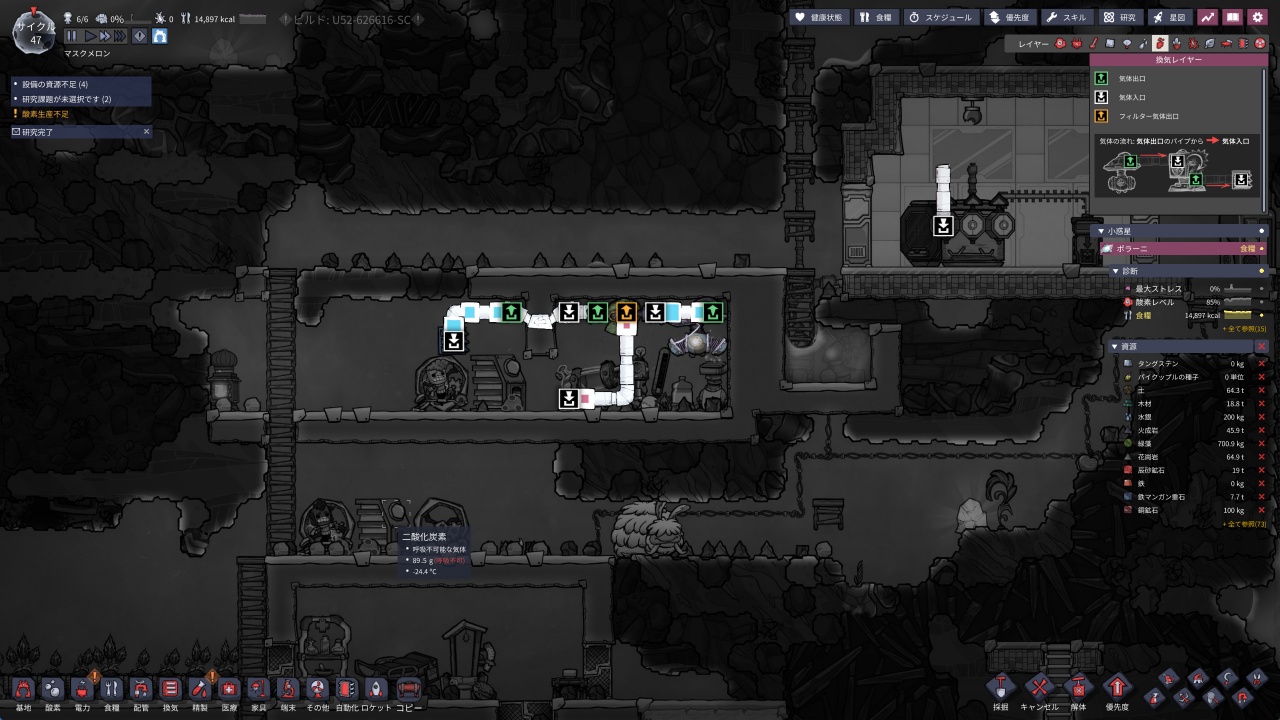 サイクル
47
6/6
0%
0
14,897 kcal
マスクメロン
ビルド: U52-626616-SC
健康状態
食糧
スケジュール
優先度
スキル
研究
星図
設備の資源不足 (4)
研究課題が未選択です (2)
酸素生産不足
研究完了
レイヤー
換気レイヤー
気体出口
気体入口
フィルター気体出口
気体の流れ: 気体出口のパイプから → 気体入口
小惑星
ボラーニ 食糧
診断
最大ストレス 0%
酸素レベル 85%
食糧 14,897 kcal
+ 全て参照(15)
資源
タングステン 0 kg
パイクップルの種子 0 単位
土 64.3 t
木材 18.8 t
水銀 200 kg
火成岩 45.9 t
緑藻 700.9 kg
花崗岩 64.9 t
辰砂鉱石 19 t
鉄 0 kg
鉄マンガン重石 7.7 t
銅鉱石 100 kg
+ 全て参照(73)
二酸化炭素
呼吸不可能な気体
89.5 g(呼吸不可)
-24.4 °C
基地
酸素
電力
食糧
配管
換気
精製
医療
家具
端末
その他
自動化
ロケット
コピー
採掘
キャンセル
解体
優先度